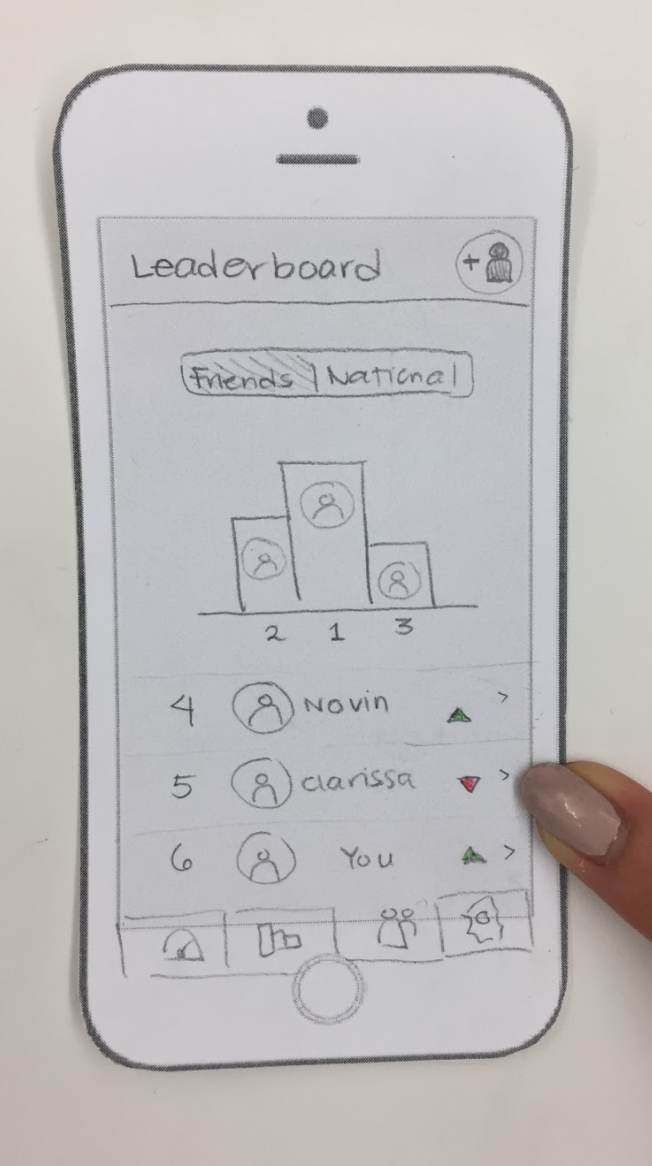 Leaderboard +
Friends | National
2 1 3
4 Novin >
5 Clarissa >
6 You >